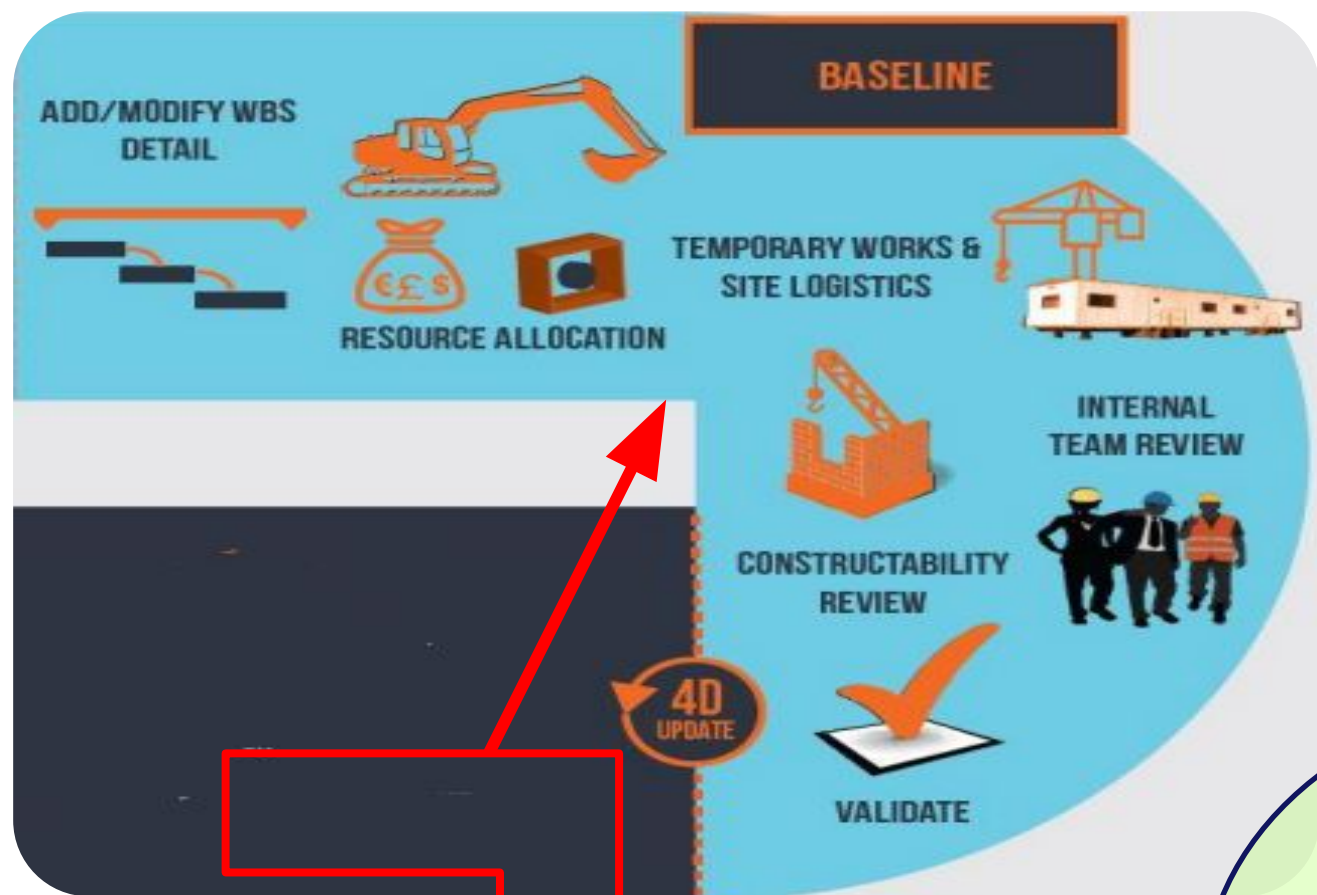 BASELINE
ADD/MODIFY WBS
DETAIL
€£$
RESOURCE ALLOCATION
TEMPORARY WORKS &
SITE LOGISTICS
INTERNAL
TEAM REVIEW
CONSTRUCTABILITY
REVIEW
4D
UPDATE
VALIDATE